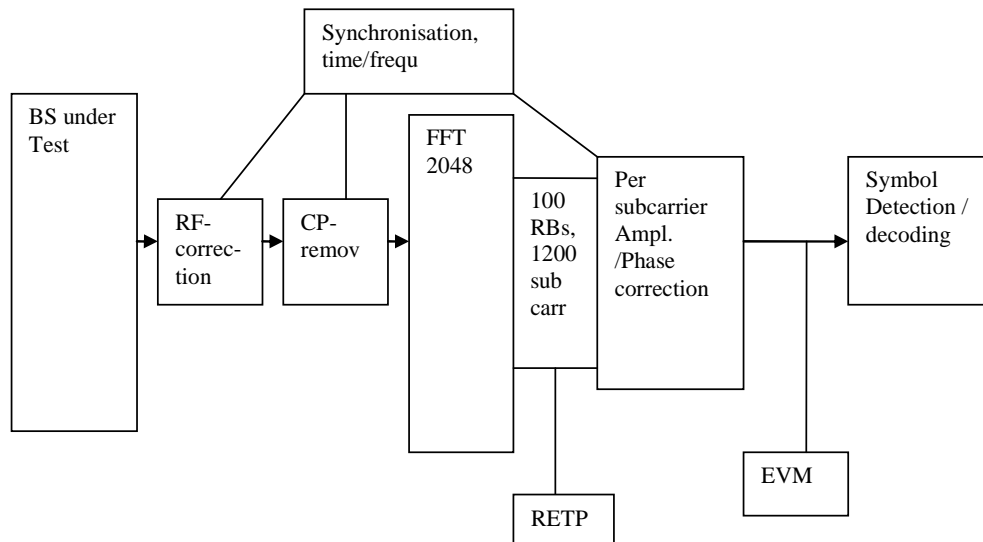 Synchronisation,
time/frequ
BS under
Test
RF-
correc-
tion
CP-
remov
FFT
2048
100
RBs,
1200
sub
carr
Per
subcarrier
Ampl.
/Phase
correction
Symbol
Detection /
decoding
RETP
EVM